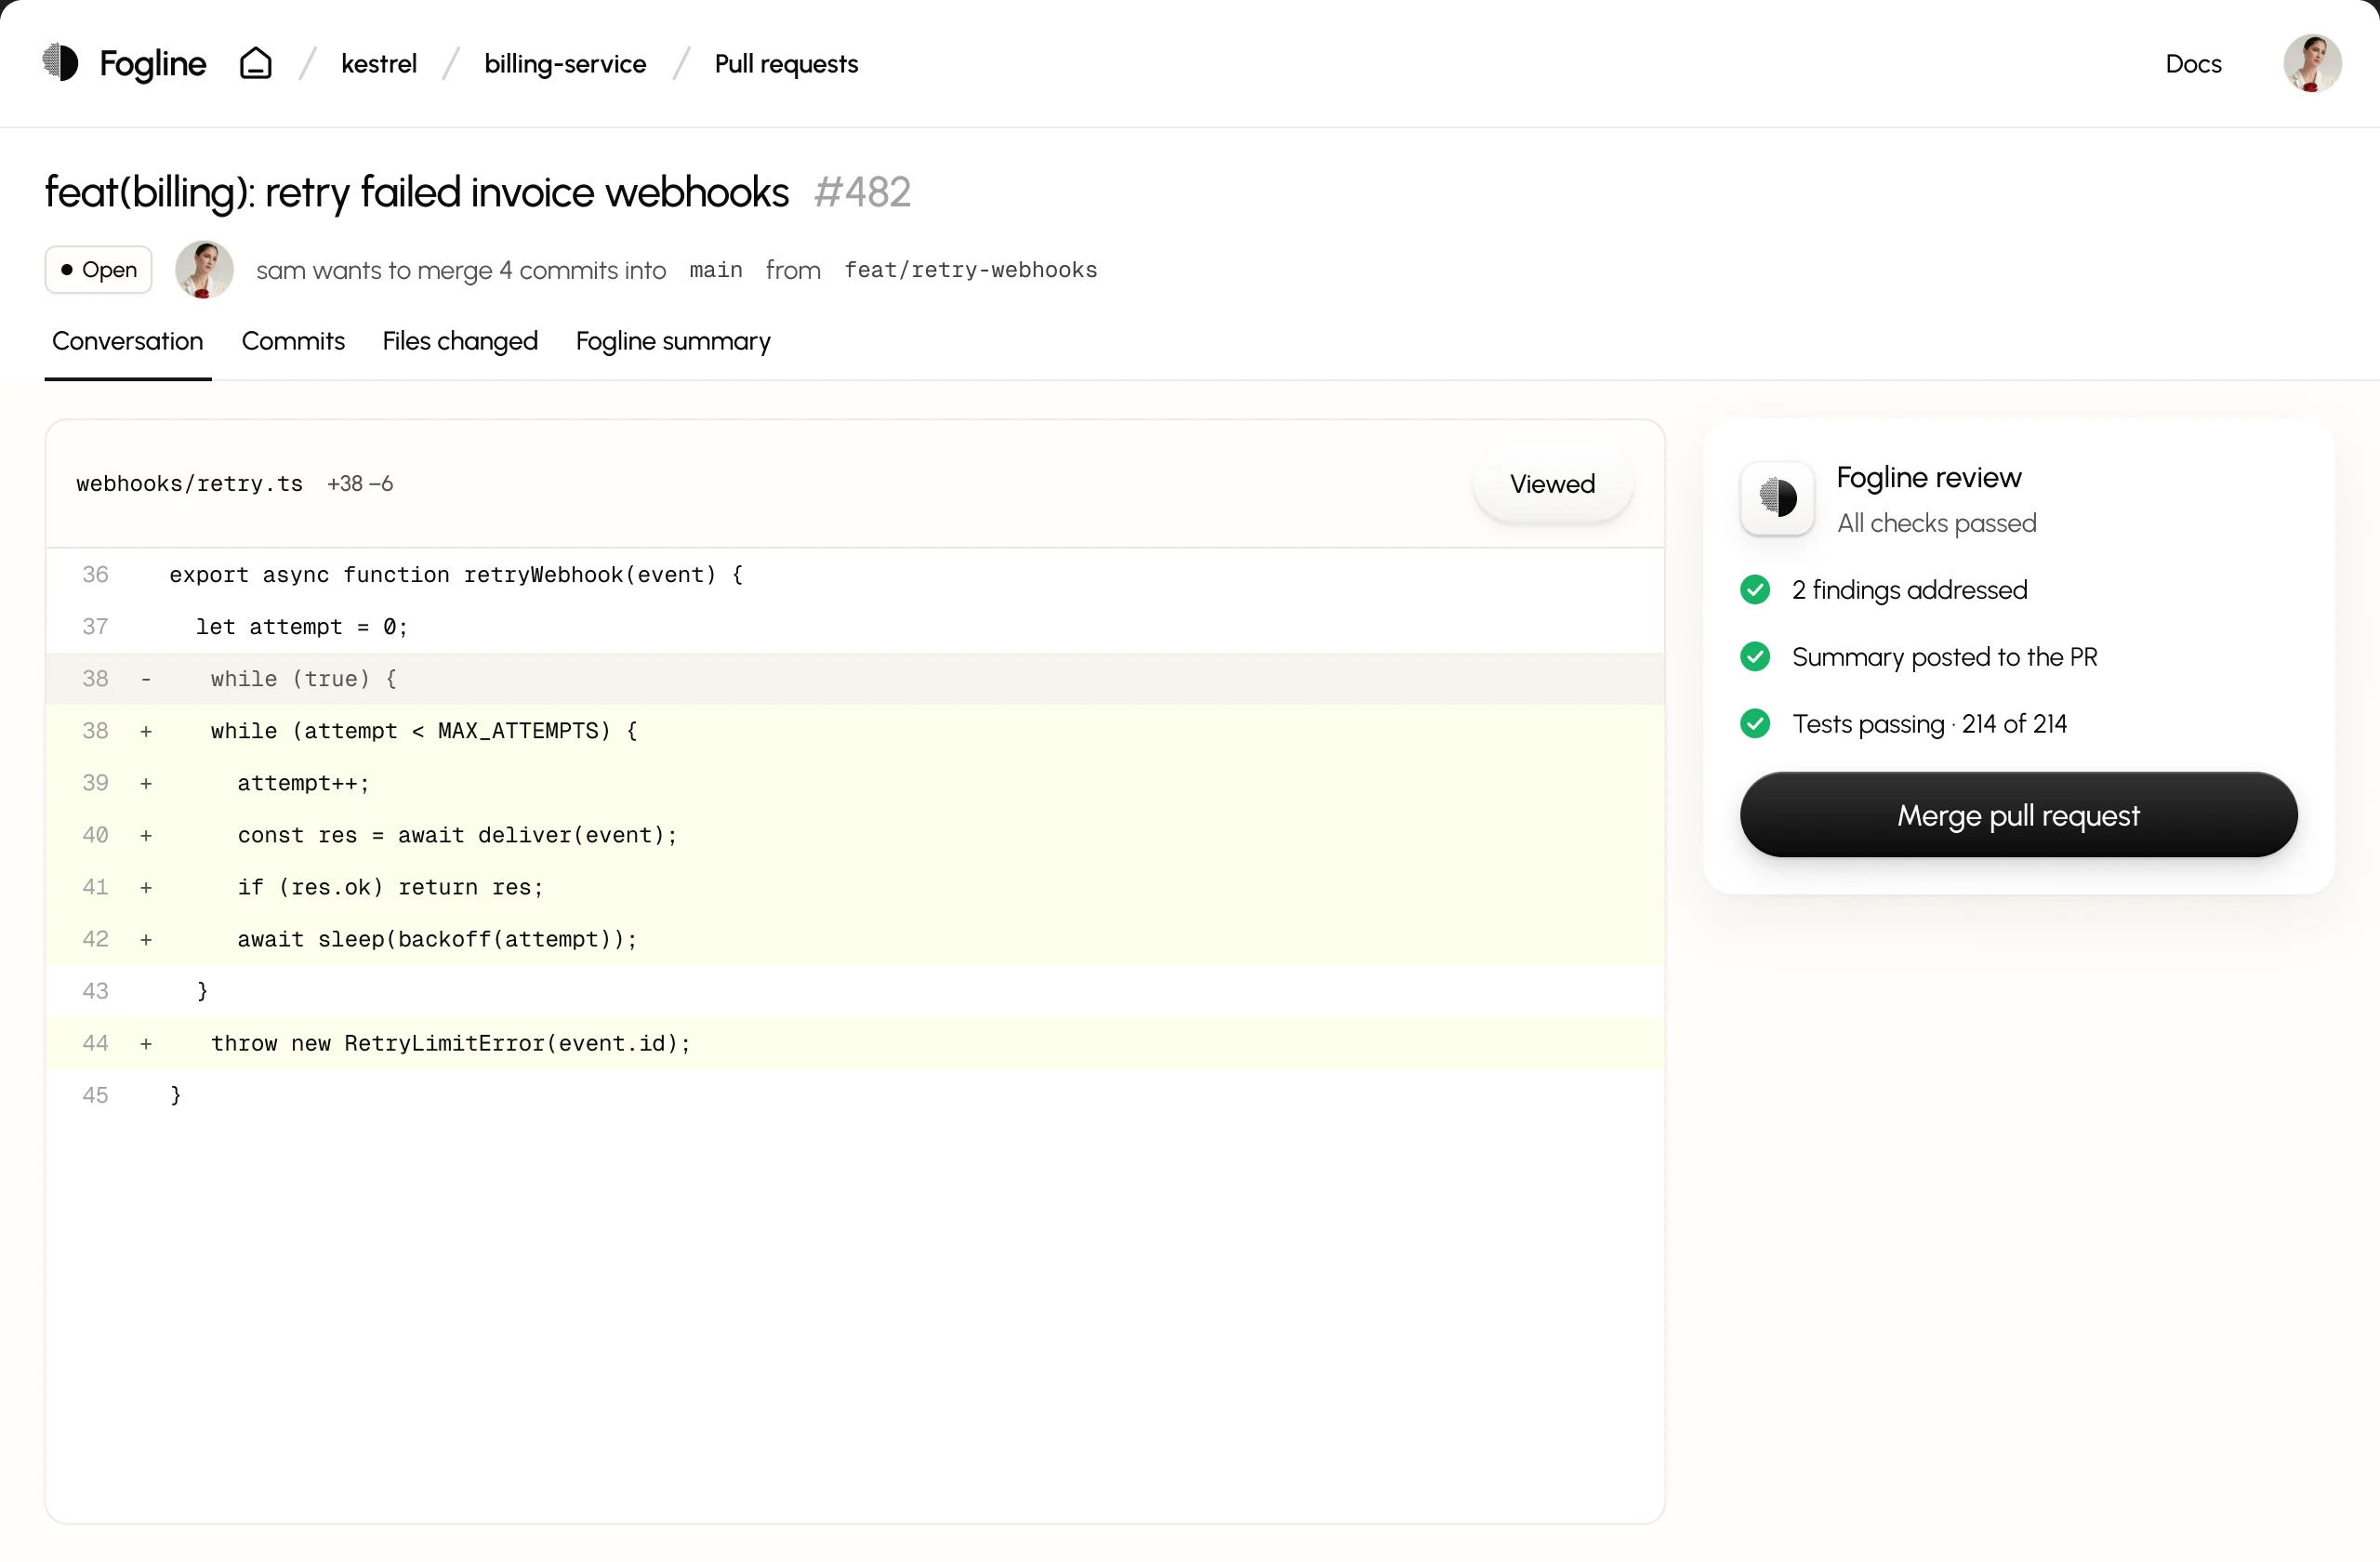 Fogline / kestrel / billing-service / Pull requests Docs
feat(billing): retry failed invoice webhooks #482
Open sam wants to merge 4 commits into main from feat/retry-webhooks
Conversation Commits Files changed Fogline summary
webhooks/retry.ts +38 −6 Viewed
36 export async function retryWebhook(event) {
37 let attempt = 0;
38 - while (true) {
38 + while (attempt < MAX_ATTEMPTS) {
39 + attempt++;
40 + const res = await deliver(event);
41 + if (res.ok) return res;
42 + await sleep(backoff(attempt));
43 }
44 + throw new RetryLimitError(event.id);
45 }
Fogline review
All checks passed
2 findings addressed
Summary posted to the PR
Tests passing · 214 of 214
Merge pull request